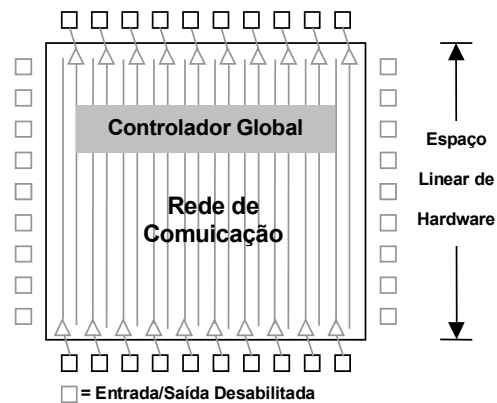 Controlador Global
Rede de
Comuicação
Espaço
Linear de
Hardware
= Entrada/Saída Desabilitada